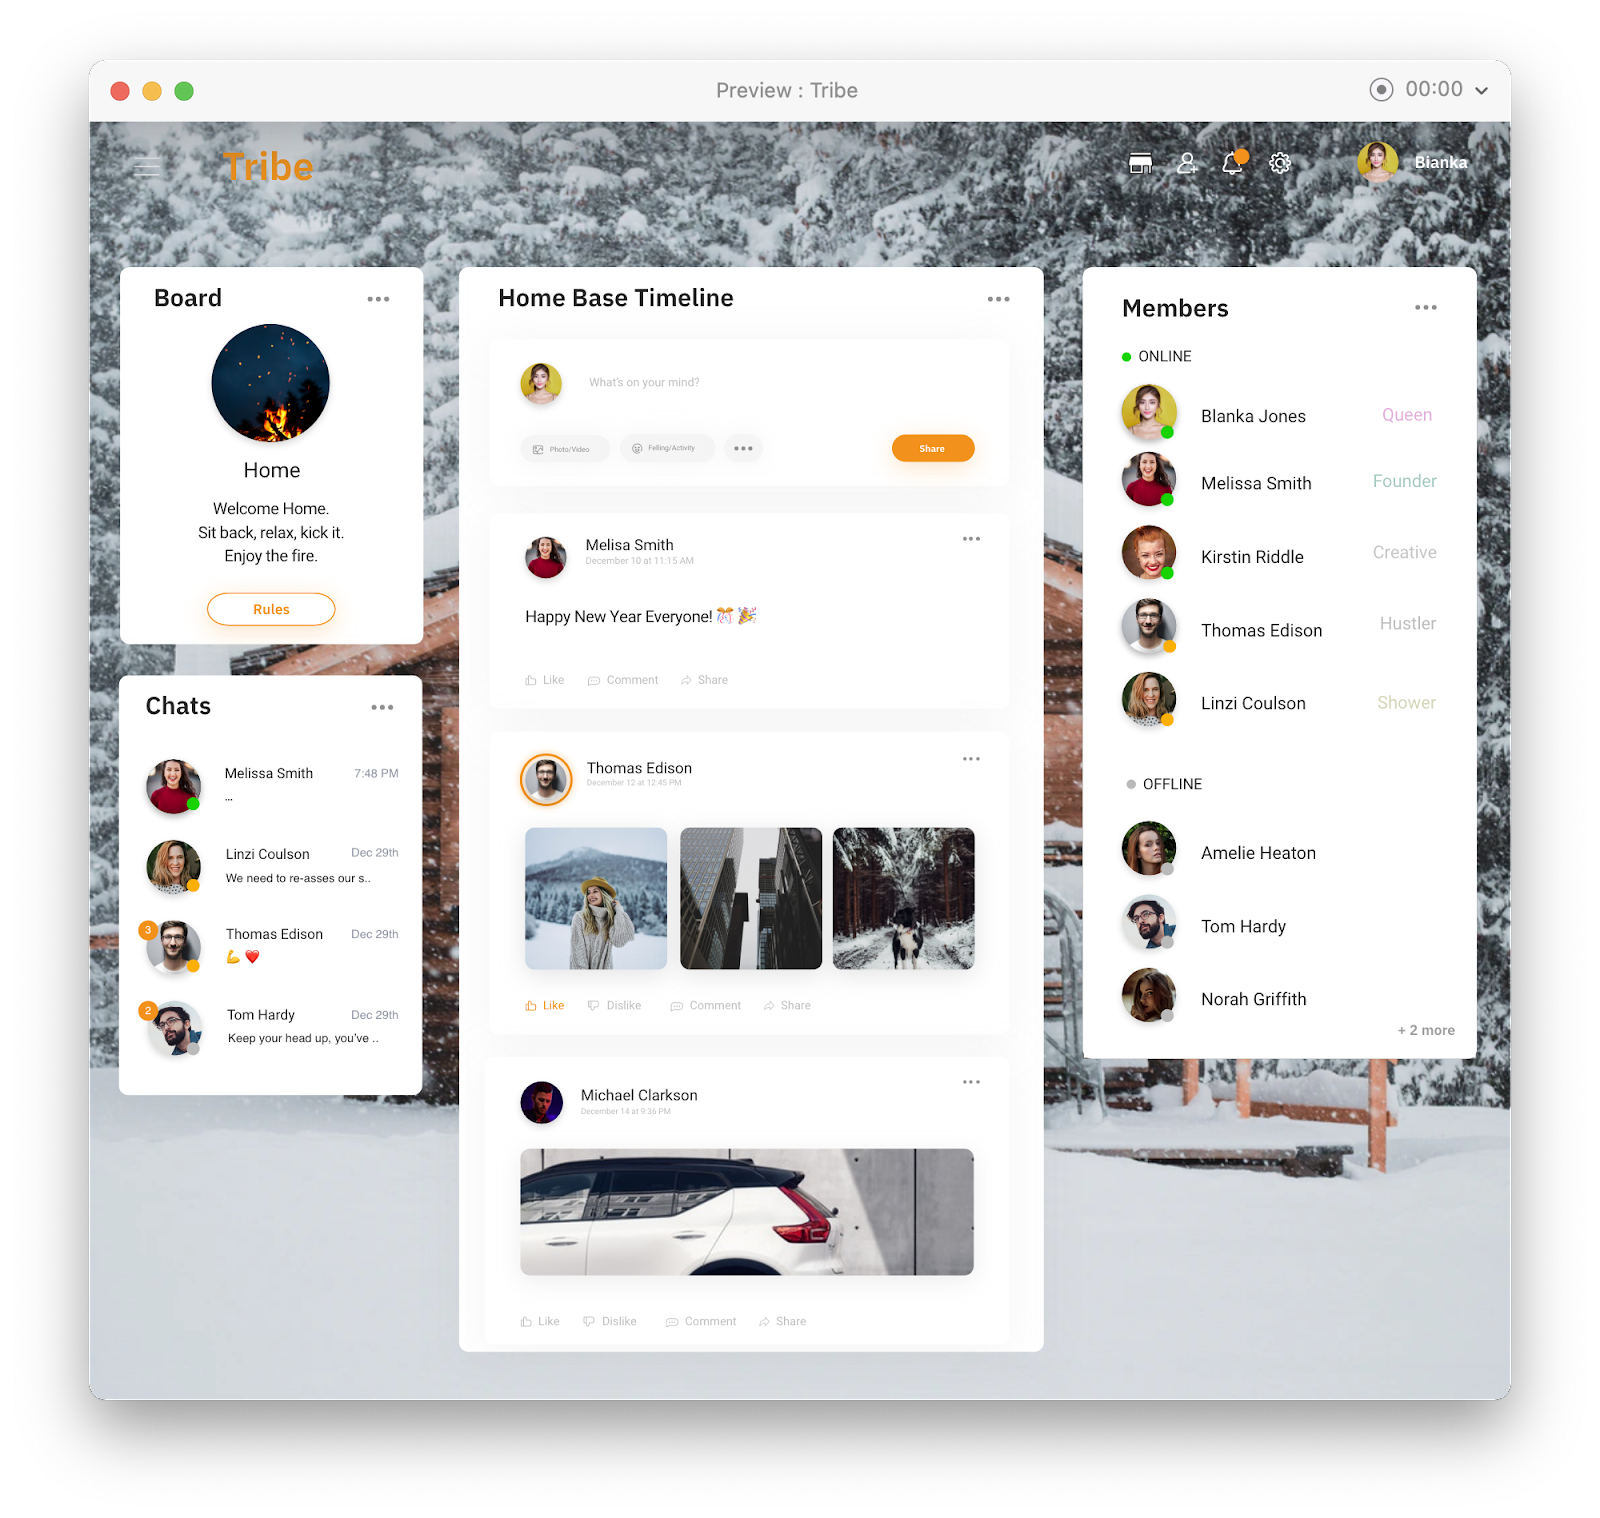 Preview : Tribe
00:00
Tribe
Bianka
Board
Home
Welcome Home.
Sit back, relax, kick it.
Enjoy the fire.
Rules
Chats
Melissa Smith
7:48 PM
...
Linzi Coulson
Dec 29th
We need to re-asses our s..
3
Thomas Edison
Dec 29th
💪 ❤️
2
Tom Hardy
Dec 29th
Keep your head up, you've ..
Home Base Timeline
What's on your mind?
Photo/Video
Felling/Activity
Share
Melisa Smith
December 10 at 11:15 AM
Happy New Year Everyone! 🎊 🎉
Like
Comment
Share
Thomas Edison
December 12 at 12:45 PM
Like
Dislike
Comment
Share
Michael Clarkson
December 14 at 9:36 PM
Like
Dislike
Comment
Share
Members
ONLINE
Blanka Jones
Queen
Melissa Smith
Founder
Kirstin Riddle
Creative
Thomas Edison
Hustler
Linzi Coulson
Shower
OFFLINE
Amelie Heaton
Tom Hardy
Norah Griffith
+ 2 more